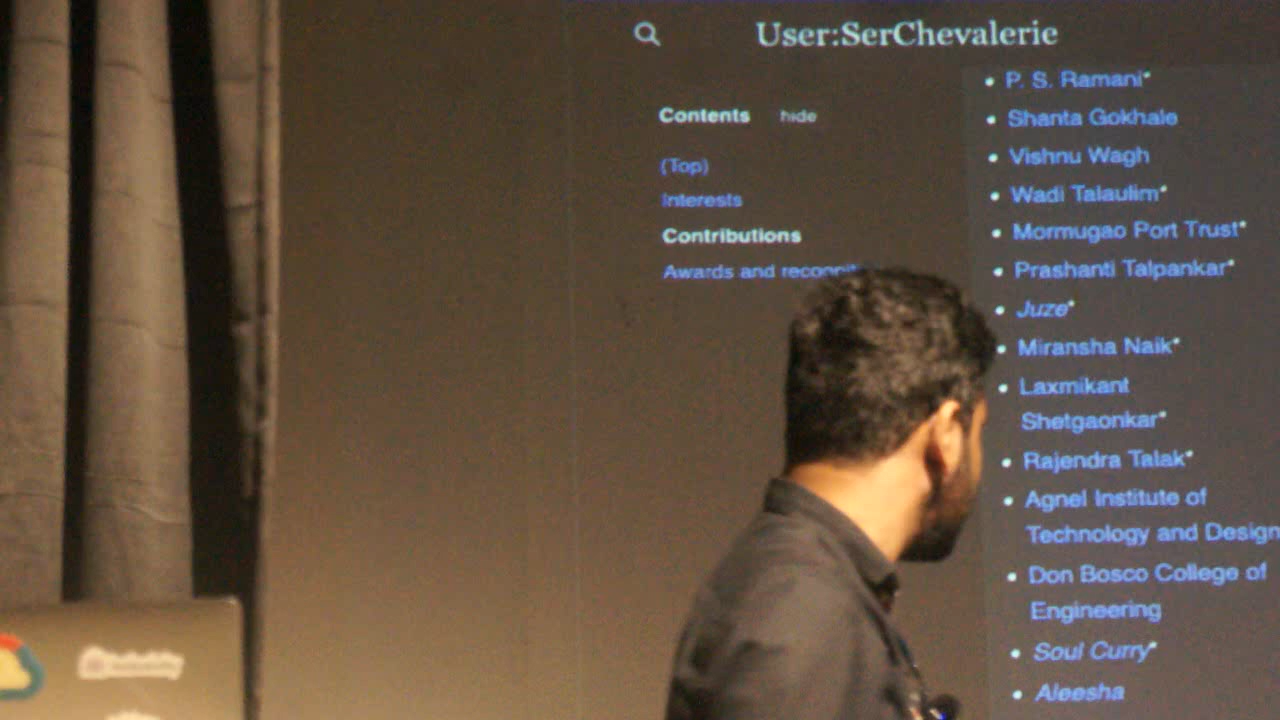 User:SerChevalerie
Contents hide
(Top)
Interests
Contributions
Awards and
P. S. Ramani*
Shanta Gokhale
Vishnu Wagh
Wadi Talaulim*
Mormugao Port Trust*
Prashanti Talpankar*
Juze*
Miransha Naik*
Laxmikant
Shetgaonkar*
Rajendra Talak*
Agnel Institute of
Technology and Design
Don Bosco College of
Engineering
Soul Curry*
Aleesha